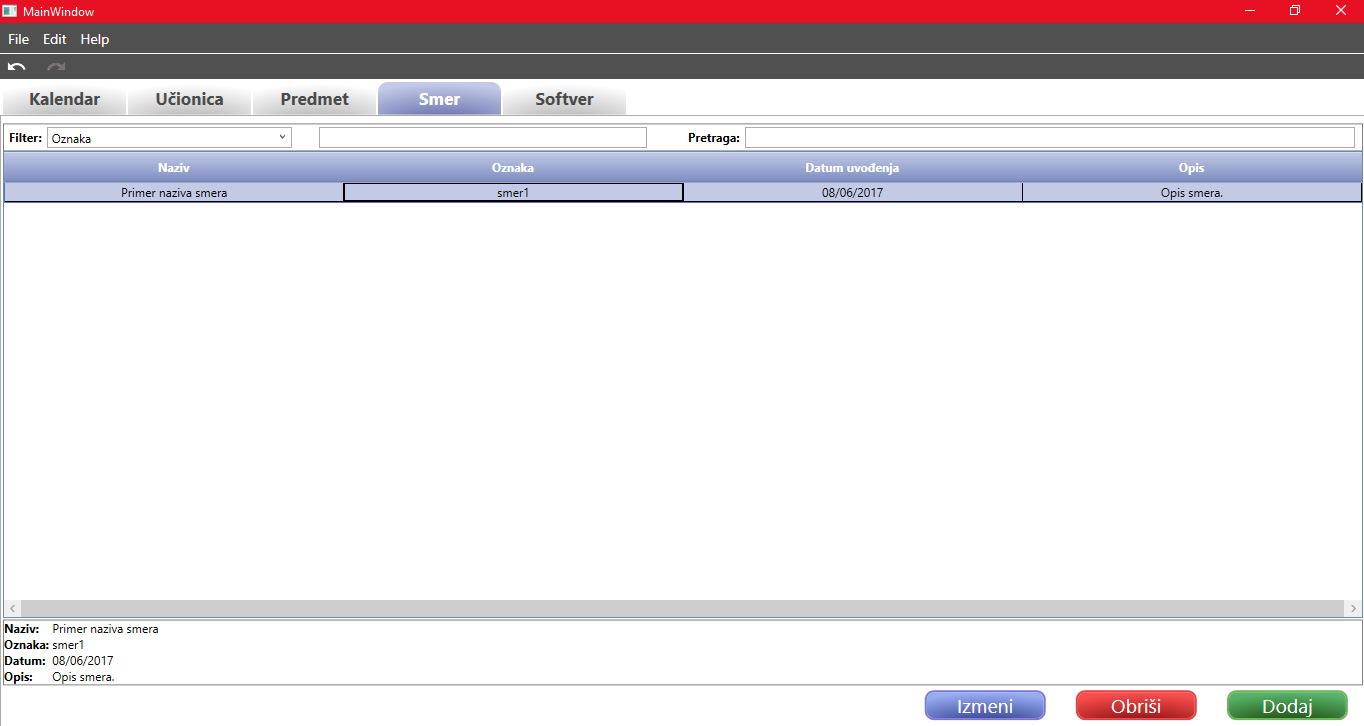 MainWindow
File Edit Help
Kalendar Učionica Predmet Smer Softver
Filter: Oznaka Pretraga:
Naziv Oznaka Datum uvođenja Opis
Primer naziva smera smer1 08/06/2017 Opis smera.
Naziv: Primer naziva smera
Oznaka: smer1
Datum: 08/06/2017
Opis: Opis smera.
Izmeni Obriši Dodaj